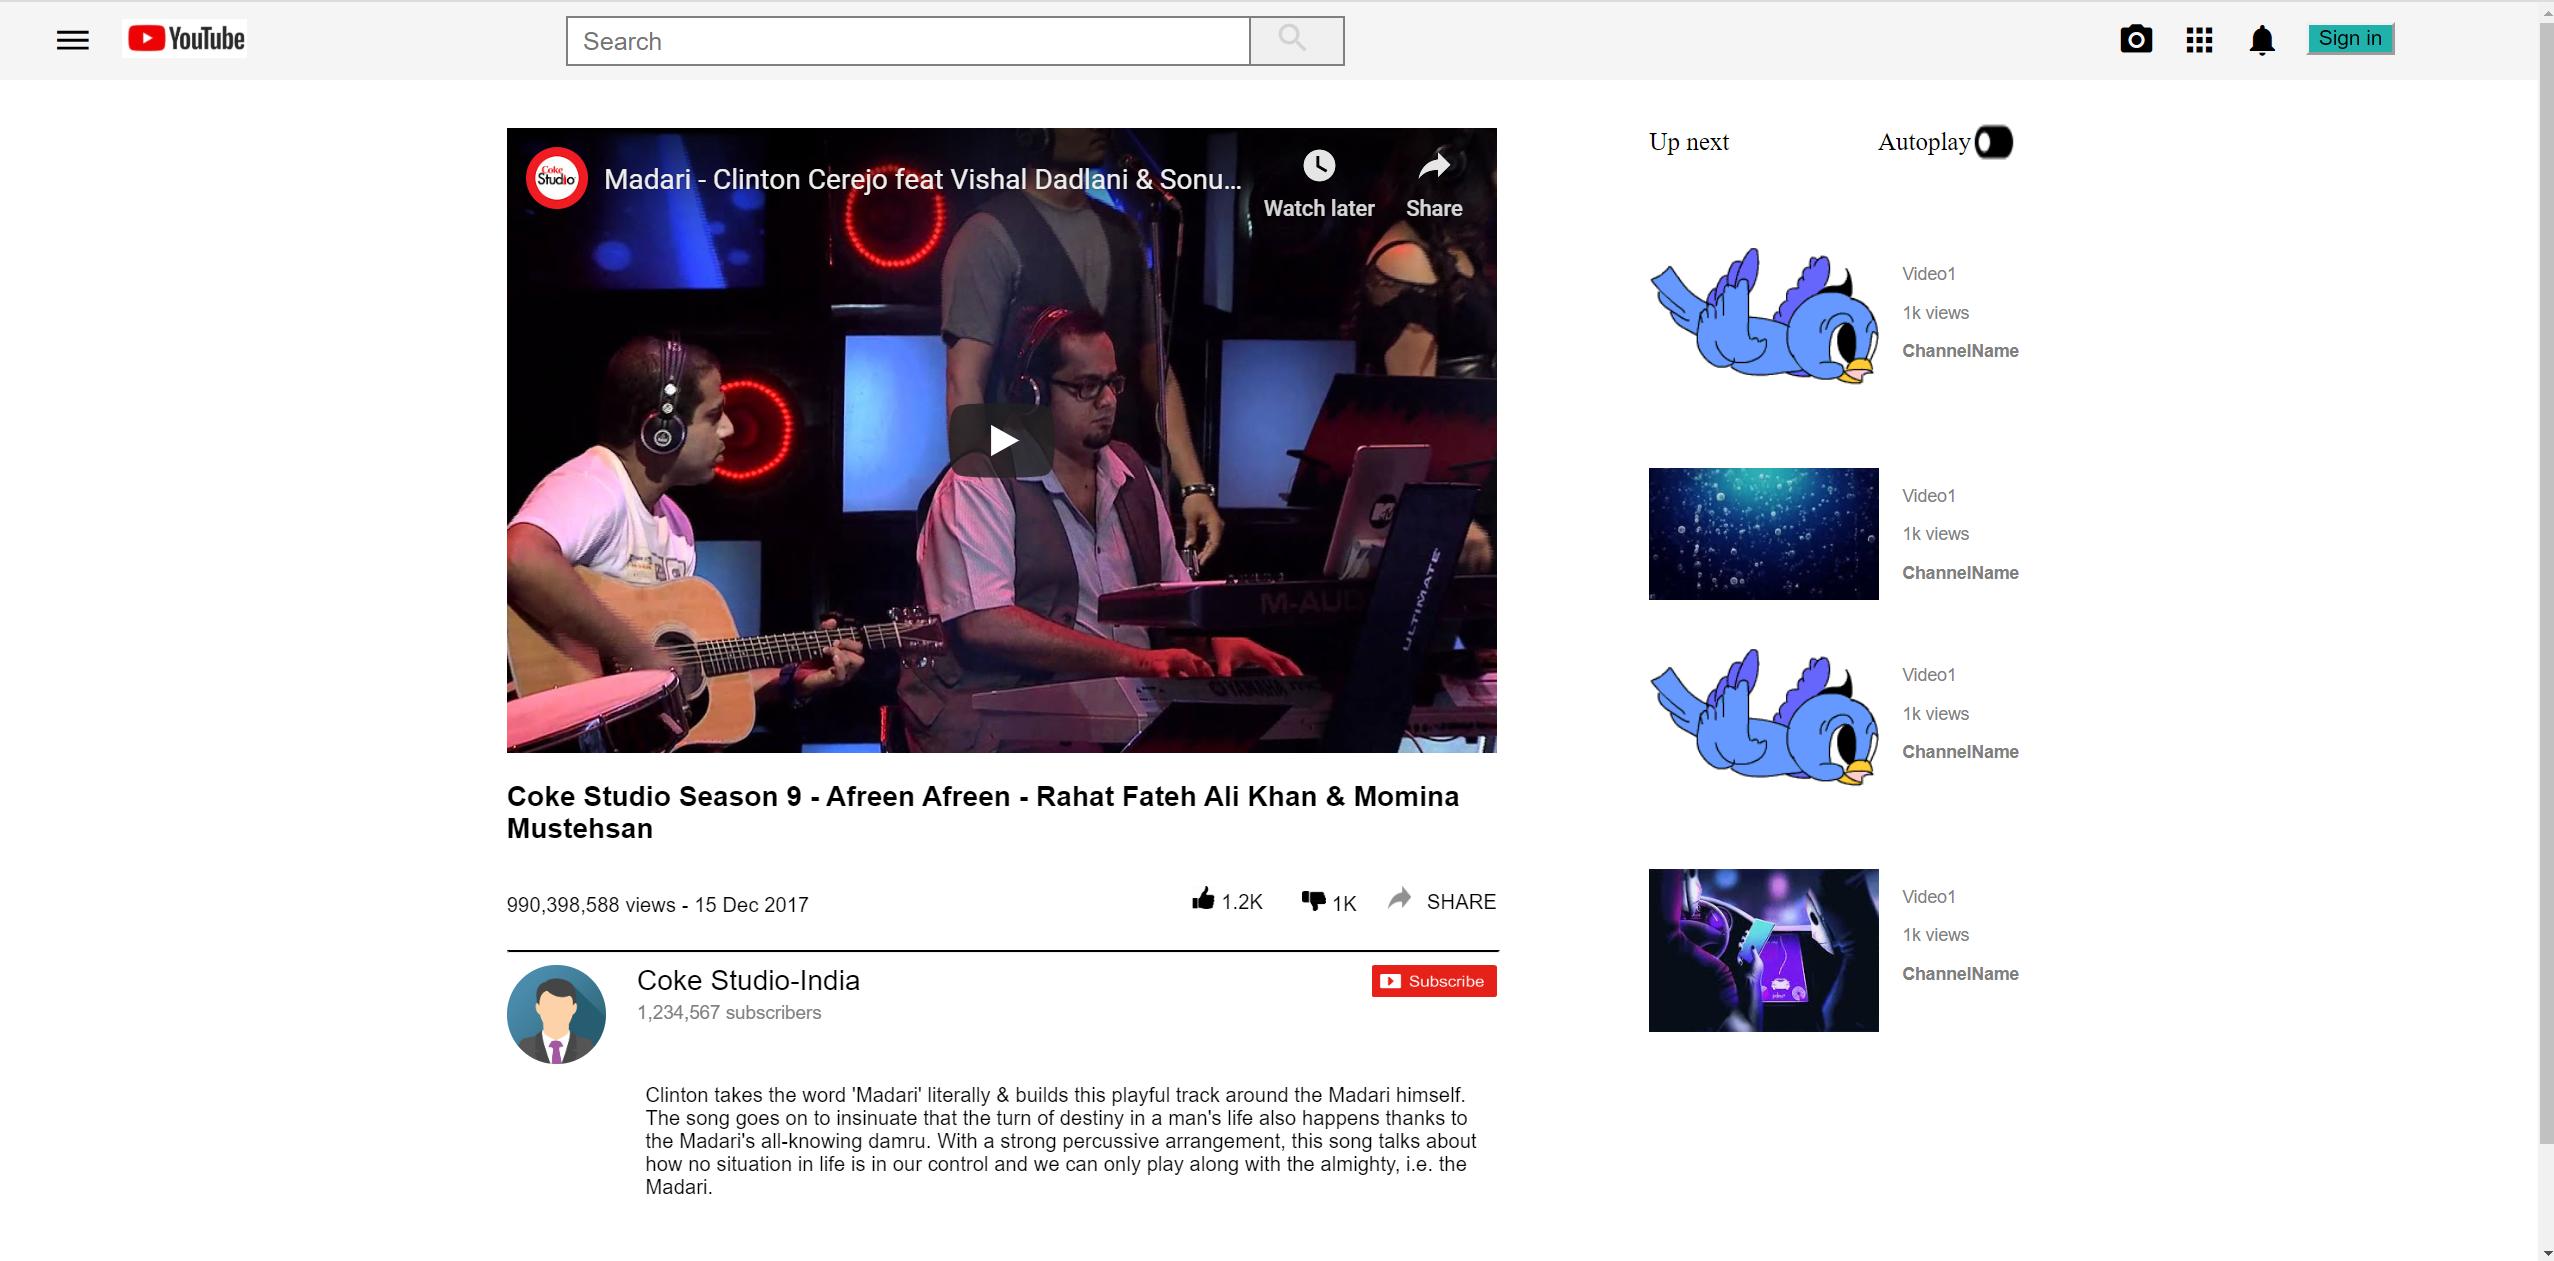 YouTube
Search
Sign in
Coke Studio
Madari - Clinton Cerejo feat Vishal Dadlani & Sonu...
Watch later
Share
Up next
Autoplay
Video1
1k views
ChannelName
Video1
1k views
ChannelName
Video1
1k views
ChannelName
Video1
1k views
ChannelName
M-AUD
ULTIMATE
YAMAHA
Coke Studio Season 9 - Afreen Afreen - Rahat Fateh Ali Khan & Momina
Mustehsan
990,398,588 views - 15 Dec 2017
1.2K
1K
SHARE
Coke Studio-India
1,234,567 subscribers
Subscribe
Clinton takes the word 'Madari' literally & builds this playful track around the Madari himself.
The song goes on to insinuate that the turn of destiny in a man's life also happens thanks to
the Madari's all-knowing damru. With a strong percussive arrangement, this song talks about
how no situation in life is in our control and we can only play along with the almighty, i.e. the
Madari.